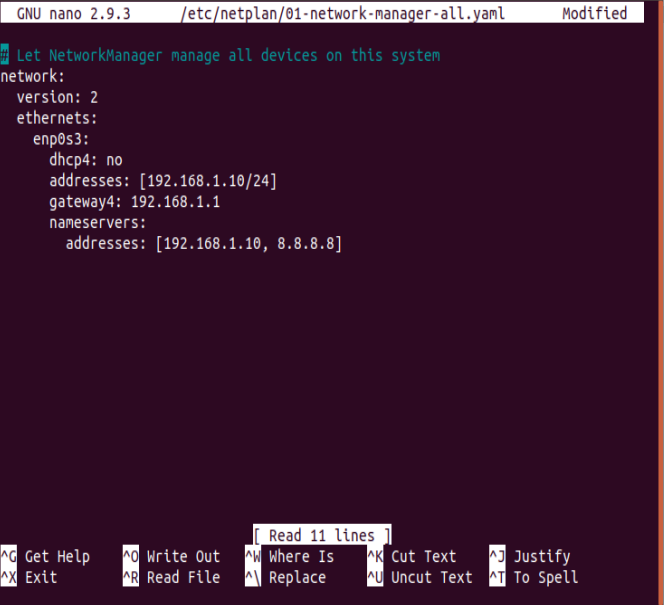 GNU nano 2.9.3      /etc/netplan/01-network-manager-all.yaml       Modified
# Let NetworkManager manage all devices on this system
network:
  version: 2
  ethernets:
    enp0s3:
      dhcp4: no
      addresses: [192.168.1.10/24]
      gateway4: 192.168.1.1
      nameservers:
        addresses: [192.168.1.10, 8.8.8.8]
[ Read 11 lines ]
^G Get Help    ^O Write Out   ^W Where Is    ^K Cut Text    ^J Justify
^X Exit        ^R Read File   ^\ Replace     ^U Uncut Text  ^T To Spell